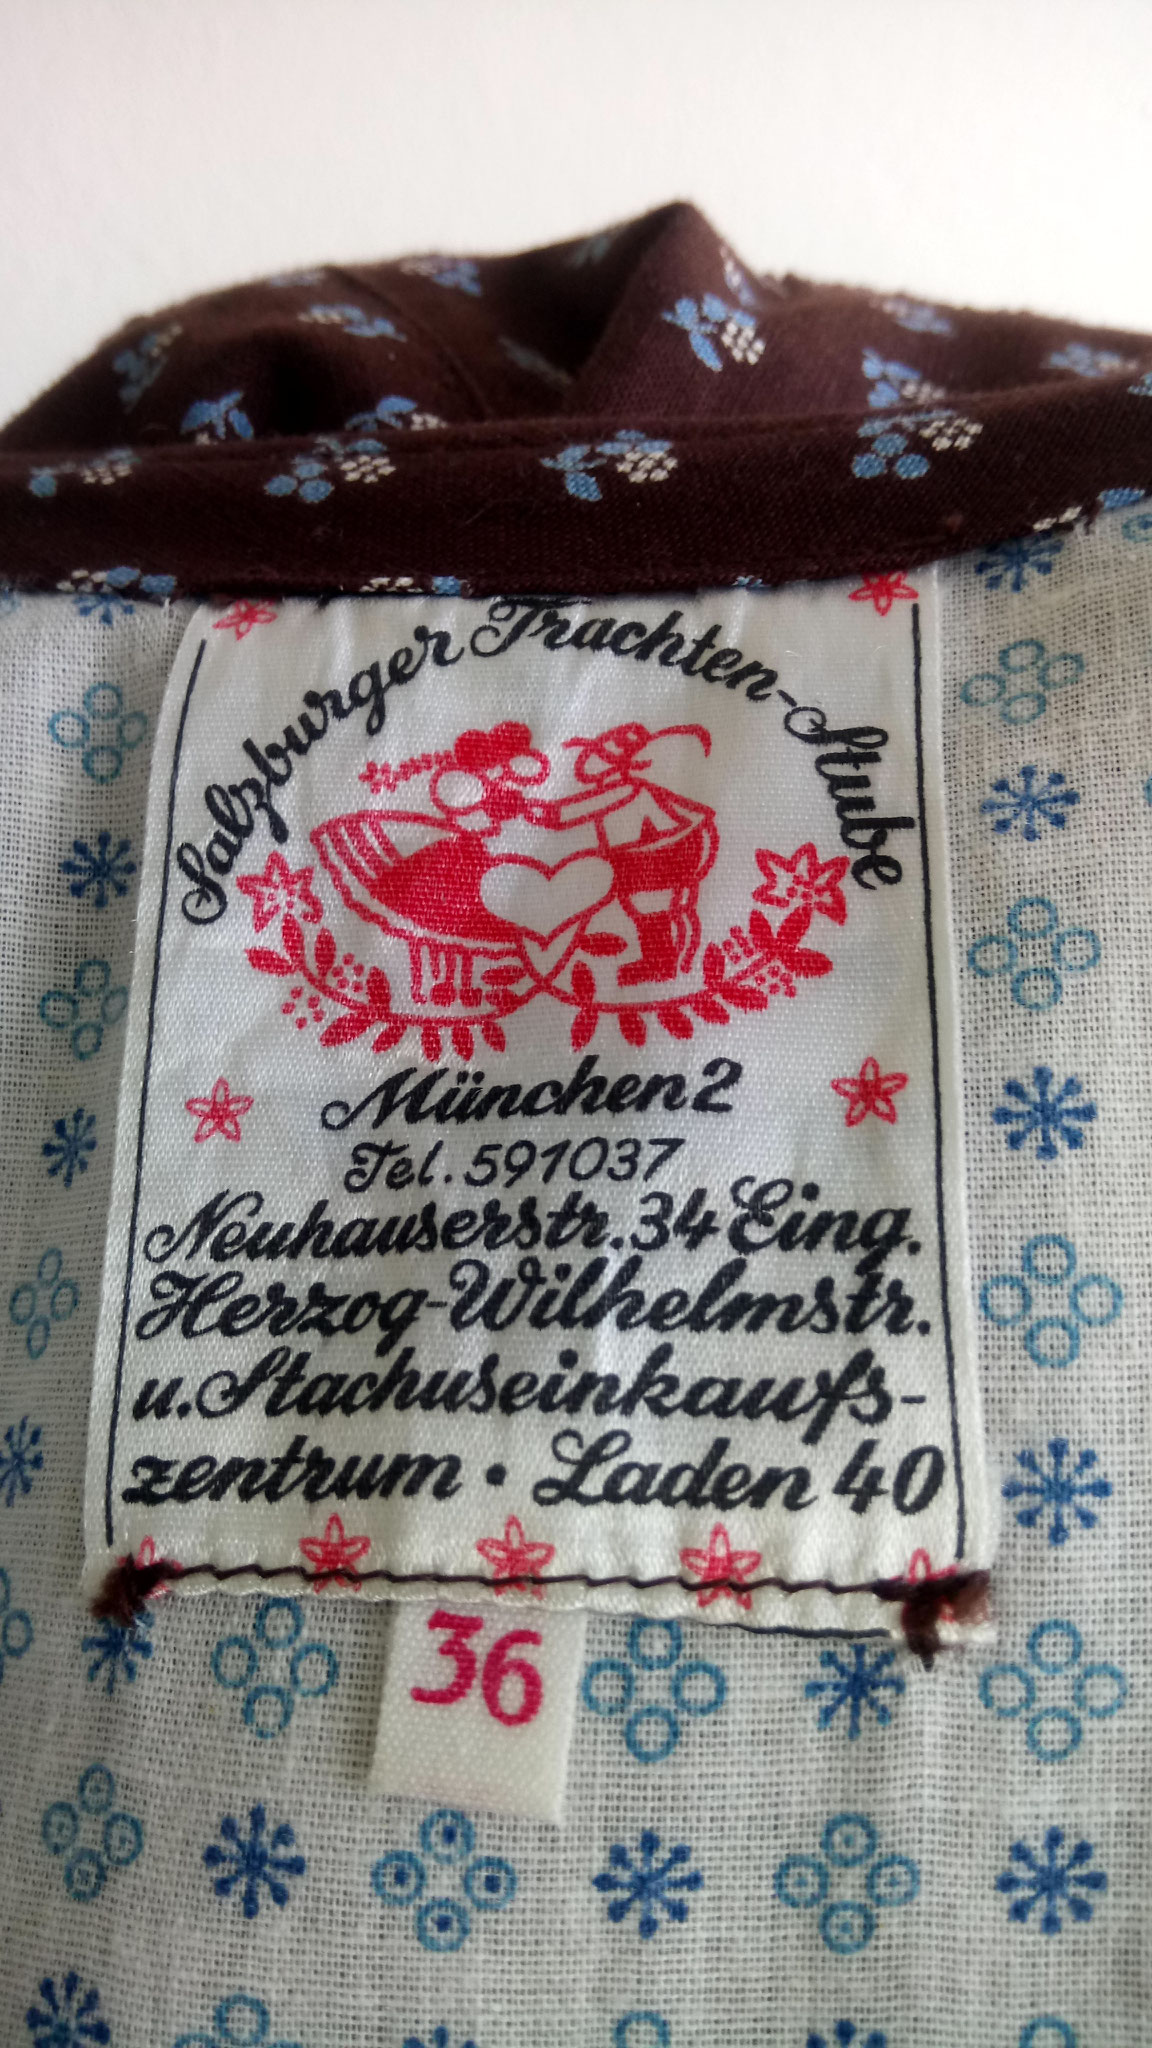 Salzburger Trachten-Stube
München 2
Tel. 591037
Neuhauserstr. 34 Eing.
Herzog-Wilhelmstr.
u. Stachuseinkaufs-
zentrum • Laden 40
36